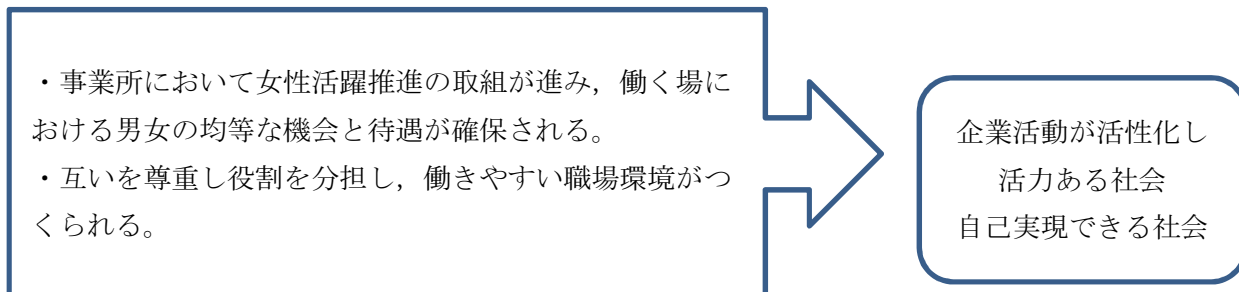 ・事業所において女性活躍推進の取組が進み，働く場に
おける男女の均等な機会と待遇が確保される。
・互いを尊重し役割を分担し，働きやすい職場環境がつ
くられる。
企業活動が活性化し
活力ある社会
自己実現できる社会